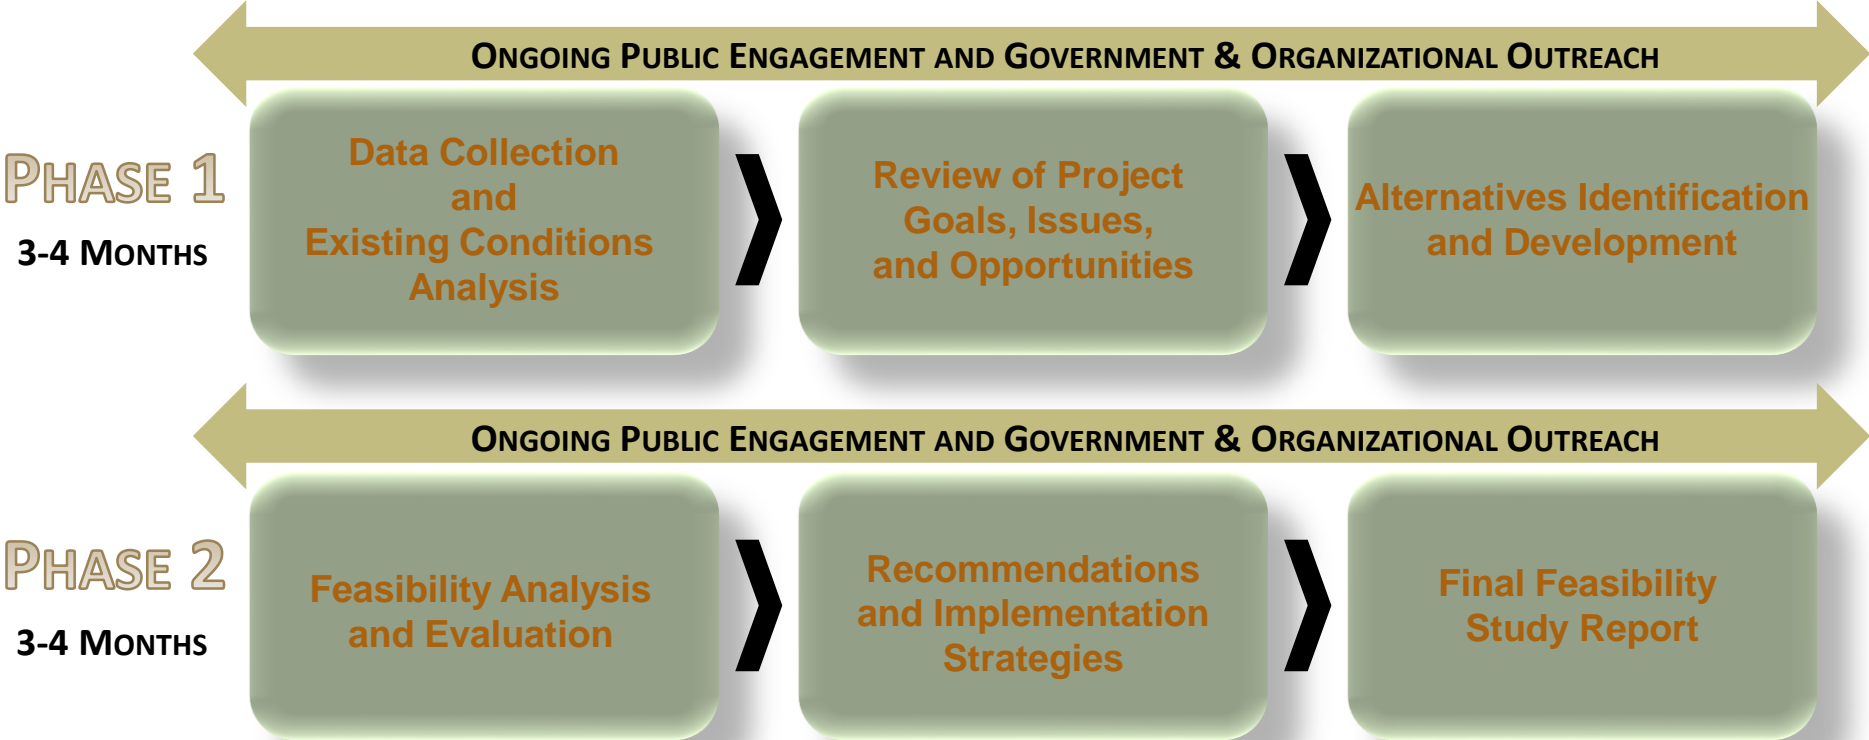 ONGOING PUBLIC ENGAGEMENT AND GOVERNMENT & ORGANIZATIONAL OUTREACH
PHASE 1
3-4 MONTHS
Data Collection
and
Existing Conditions
Analysis
Review of Project
Goals, Issues,
and Opportunities
Alternatives Identification
and Development
ONGOING PUBLIC ENGAGEMENT AND GOVERNMENT & ORGANIZATIONAL OUTREACH
PHASE 2
3-4 MONTHS
Feasibility Analysis
and Evaluation
Recommendations
and Implementation
Strategies
Final Feasibility
Study Report